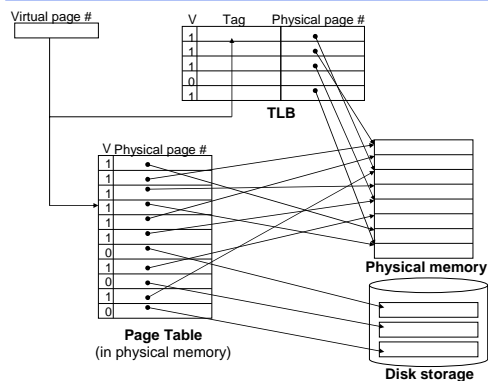 Virtual page #
V Tag Physical page #
1
1
1
0
1
TLB
V Physical page #
1
1
1
1
1
1
0
1
0
1
0
Page Table
(in physical memory)
Physical memory
Disk storage